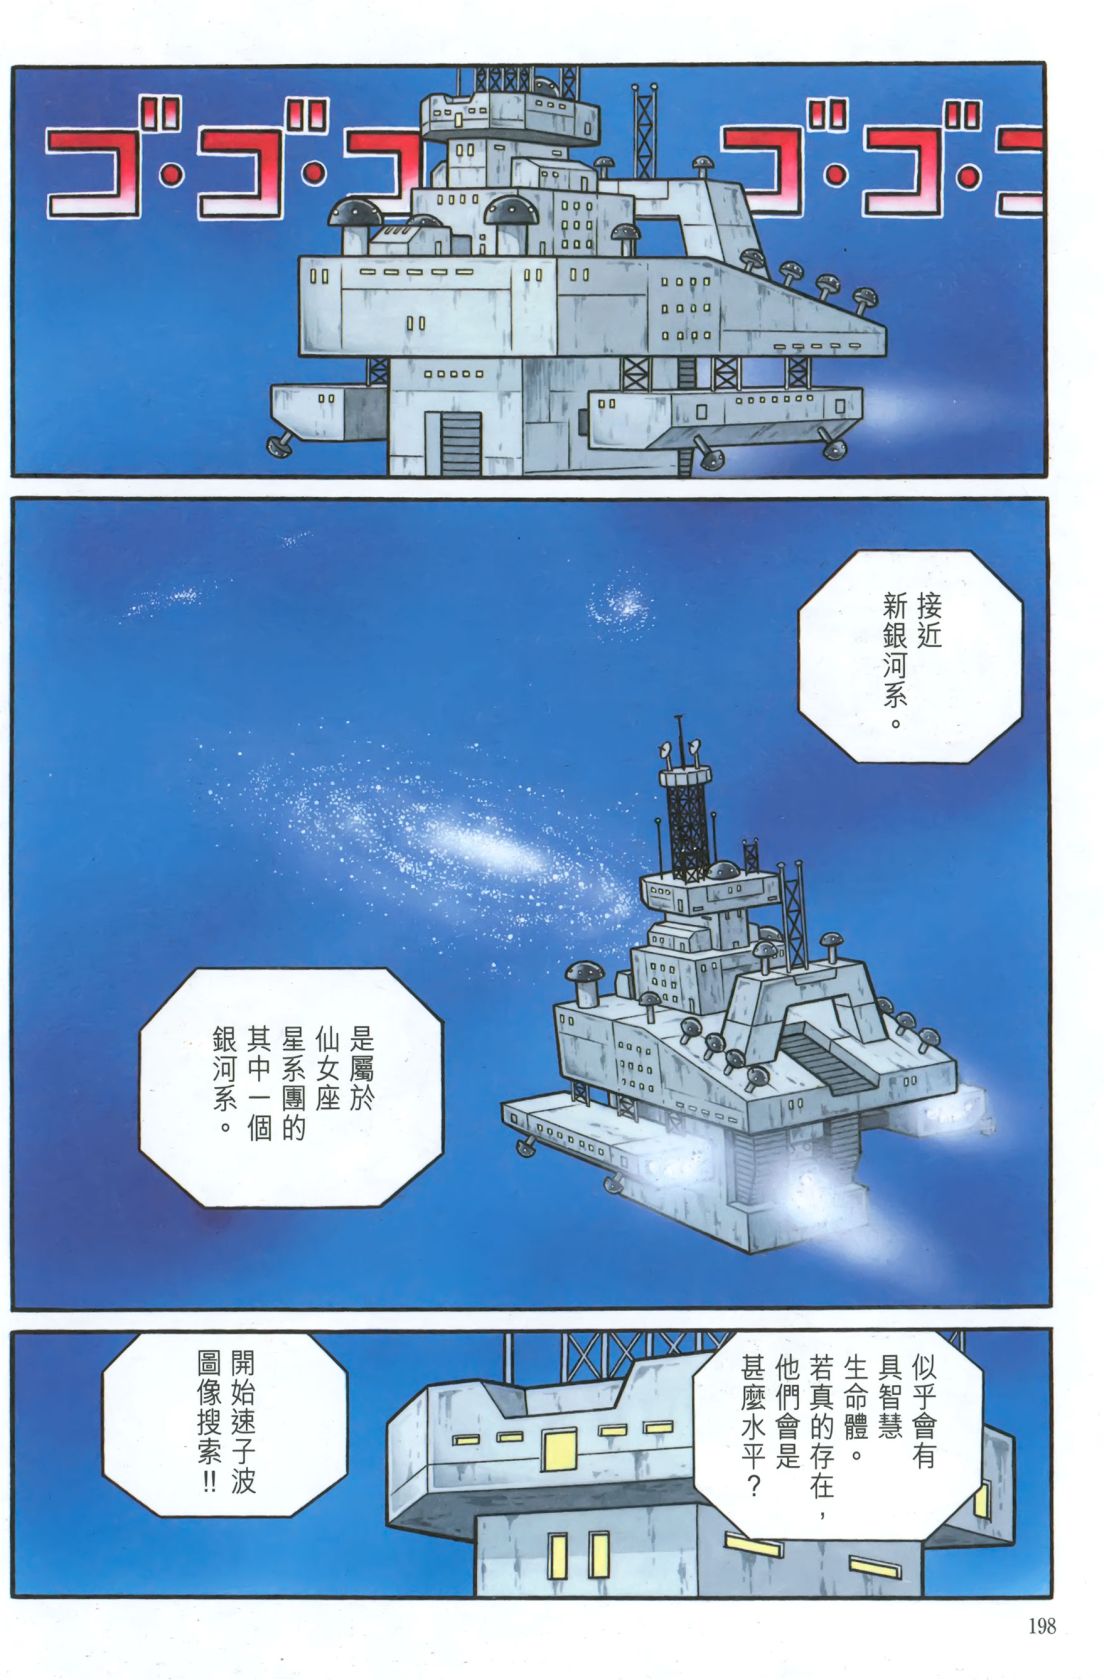 ゴ・ゴ・ゴ
ゴ・ゴ・ゴ
接近
新銀河系。
是屬於
仙女座
星系團的
其中一個
銀河系。
似乎會有
具智慧
生命體。
若真的存在，
他們會是
甚麼水平？
開始速子波
圖像搜索!!
198